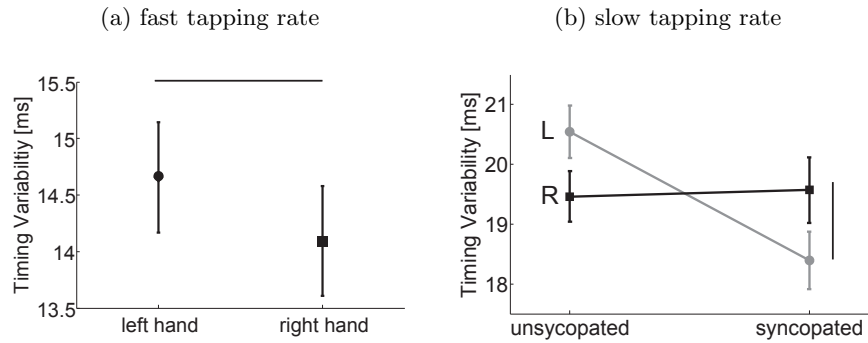 (a) fast tapping rate
15.5
15
14.5
14
13.5
Timing Variabiltiy [ms]
left hand
right hand
(b) slow tapping rate
21
20
19
18
Timing Variability [ms]
L
R
unsycopated
syncopated